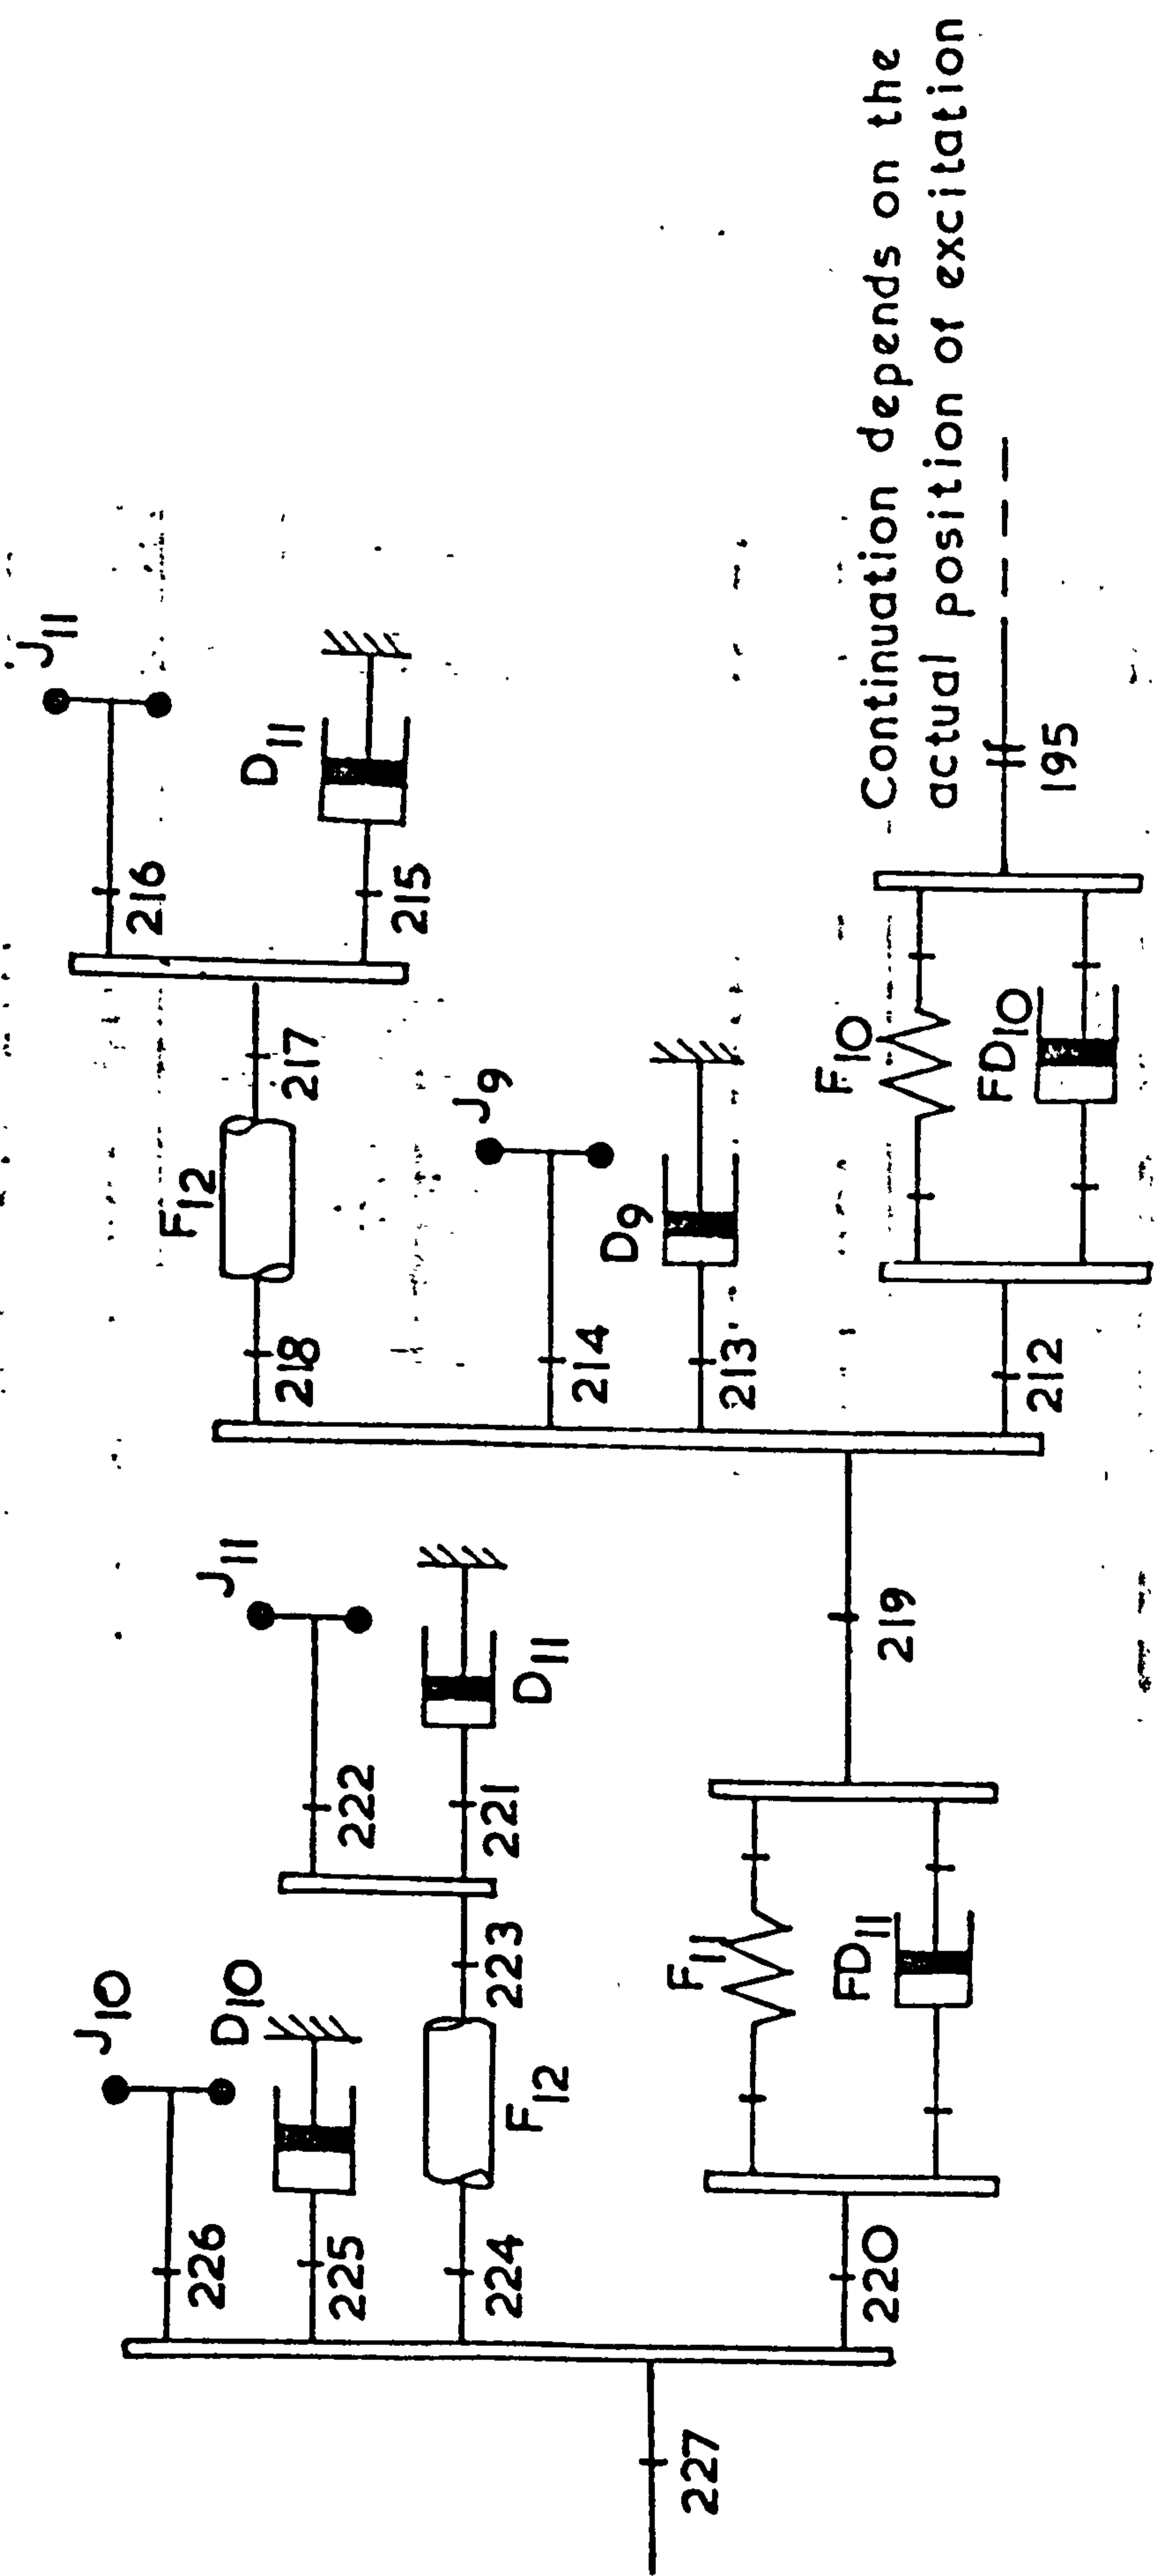 J11
216
D11
215
217
F12
218
J9
214
D9
213
Continuation depends on the
actual position of excitation
195
F10
FD10
212
J11
222
D11
221
219
J10
226
D10
225
223
F12
224
F11
FD11
220
227